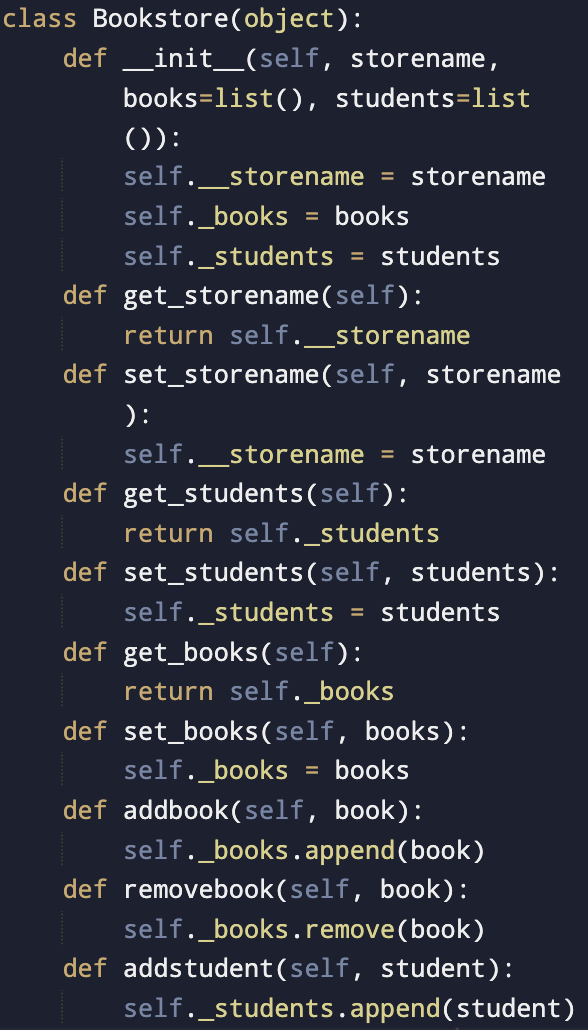 class Bookstore(object):
    def __init__(self, storename,
        books=list(), students=list
        ()):
        self.__storename = storename
        self._books = books
        self._students = students
    def get_storename(self):
        return self.__storename
    def set_storename(self, storename
        ):
        self.__storename = storename
    def get_students(self):
        return self._students
    def set_students(self, students):
        self._students = students
    def get_books(self):
        return self._books
    def set_books(self, books):
        self._books = books
    def addbook(self, book):
        self._books.append(book)
    def removebook(self, book):
        self._books.remove(book)
    def addstudent(self, student):
        self._students.append(student)